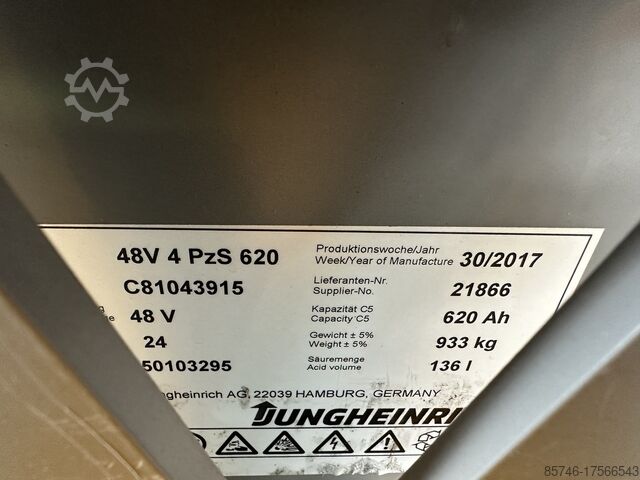 48V 4 PzS 620 Produktionswoche/Jahr
Week/Year of Manufacture 30/2017
C81043915 Lieferanten-Nr.
Supplier-No. 21866
48 V Kapazität C5
Capacity C5 620 Ah
24 Gewicht ± 5%
Weight ± 5% 933 kg
50103295 Säuremenge
Acid volume 136 l
ngheinrich AG, 22039 HAMBURG, GERMANY
JUNGHEINRI
85746-17566543